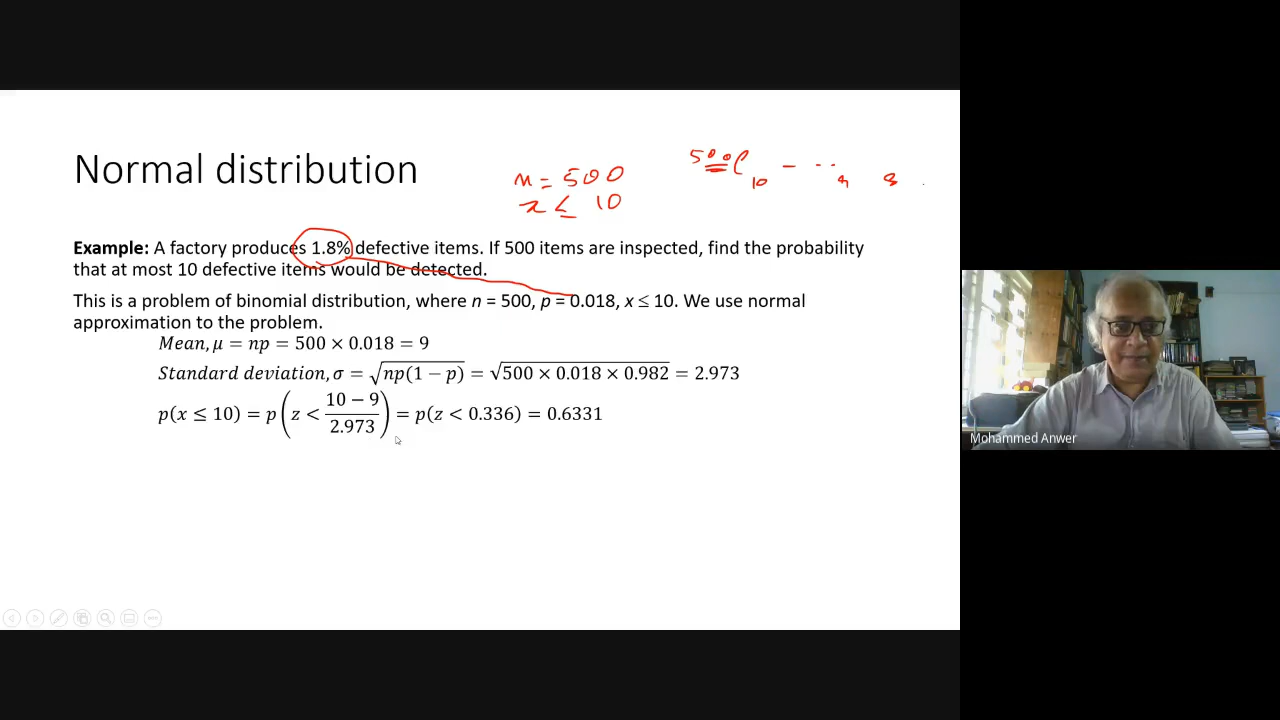 Normal distribution
n = 500
x ≤ 10
500C10 - .. 9 8
Example: A factory produces 1.8% defective items. If 500 items are inspected, find the probability
that at most 10 defective items would be detected.
This is a problem of binomial distribution, where n = 500, p = 0.018, x ≤ 10. We use normal
approximation to the problem.
Mean, μ = np = 500 × 0.018 = 9
Standard deviation, σ = √np(1 − p) = √500 × 0.018 × 0.982 = 2.973
p(x ≤ 10) = p(z < (10 − 9)/2.973) = p(z < 0.336) = 0.6331
Mohammed Anwer